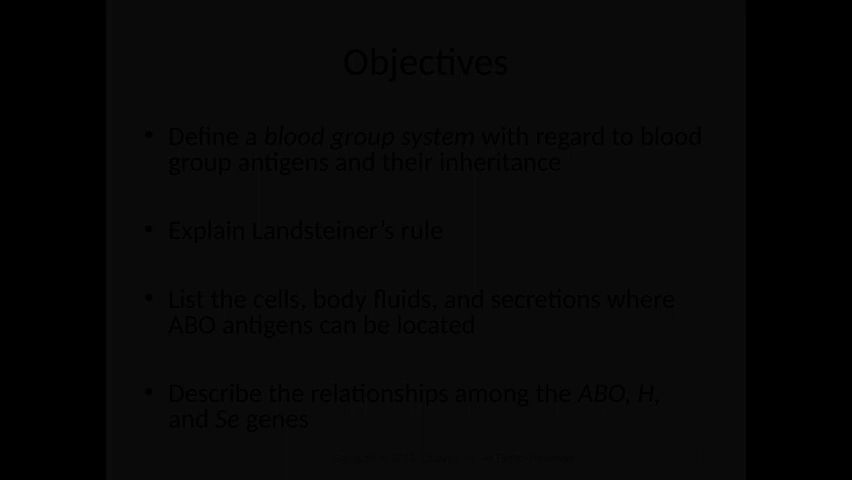 Objectives
• Define a blood group system with regard to blood
group antigens and their inheritance
• Explain Landsteiner's rule
• List the cells, body fluids, and secretions where
ABO antigens can be located
• Describe the relationships among the ABO, H,
and Se genes